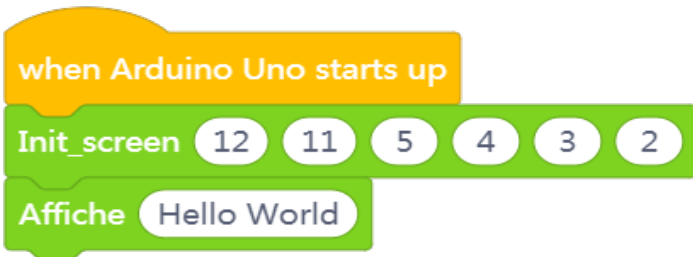 when Arduino Uno starts up
Init_screen 12 11 5 4 3 2
Affiche Hello World